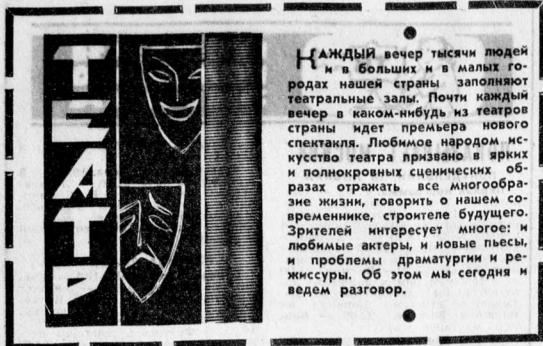 ТЕАТР
КАЖДЫЙ вечер тысячи людей
и в больших и в малых го-
родах нашей страны заполняют
театральные залы. Почти каждый
вечер в каком-нибудь из театров
страны идет премьера нового
спектакля. Любимое народом ис-
кусство театра призвано в ярких
и полнокровных сценических об-
разах отражать все многообра-
зие жизни, говорить о нашем со-
временнике, строителе будущего.
Зрителей интересует многое: и
любимые актеры, и новые пьесы,
и проблемы драматургии и ре-
жиссуры. Об этом мы сегодня и
ведем разговор.